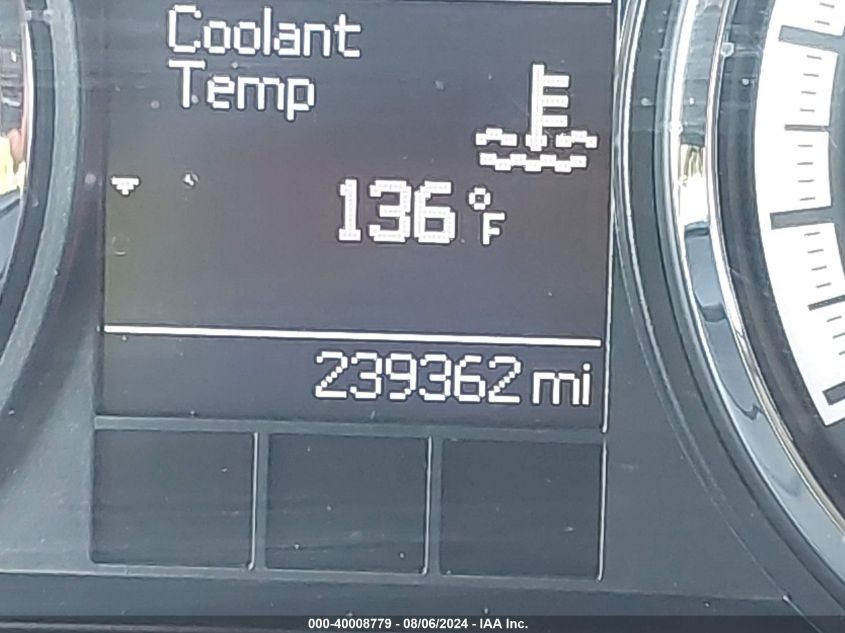 Coolant
Temp
136°F
239362 mi
000-40008779 - 08/06/2024 - IAA Inc.